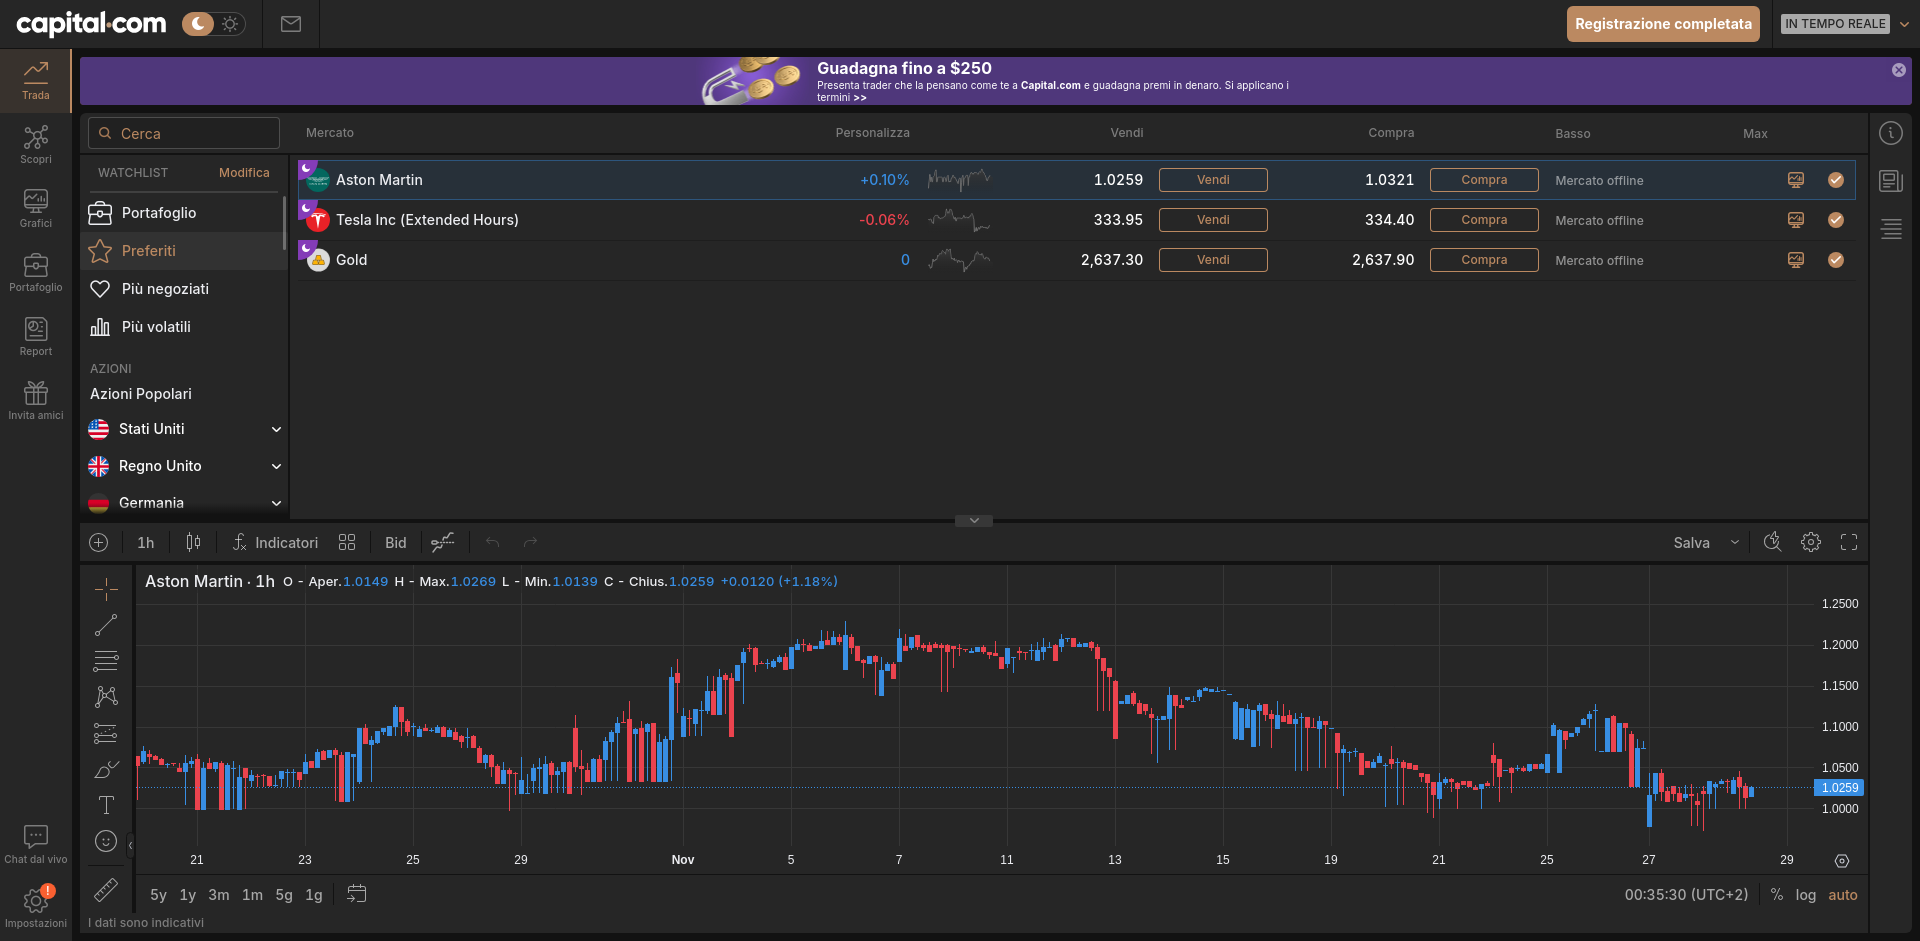 capital.com
Registrazione completata
IN TEMPO REALE
Trada
Scopri
Grafici
Portafoglio
Report
Invita amici
Chat dal vivo
!
Impostazioni
Guadagna fino a $250
Presenta trader che la pensano come te a Capital.com e guadagna premi in denaro. Si applicano i
termini >>
Cerca
Mercato Personalizza Vendi Compra Basso Max
WATCHLIST Modifica
Portafoglio
Preferiti
Più negoziati
Più volatili
AZIONI
Azioni Popolari
Stati Uniti
Regno Unito
Germania
Aston Martin +0.10% 1.0259 Vendi 1.0321 Compra Mercato offline
Tesla Inc (Extended Hours) -0.06% 333.95 Vendi 334.40 Compra Mercato offline
Gold 0 2,637.30 Vendi 2,637.90 Compra Mercato offline
1h Indicatori Bid Salva
Aston Martin · 1h O - Aper.1.0149 H - Max.1.0269 L - Min.1.0139 C - Chius.1.0259 +0.0120 (+1.18%)
1.2500
1.2000
1.1500
1.1000
1.0500
1.0259
1.0000
21 23 25 29 Nov 5 7 11 13 15 19 21 25 27 29
5y 1y 3m 1m 5g 1g 00:35:30 (UTC+2) % log auto
I dati sono indicativi